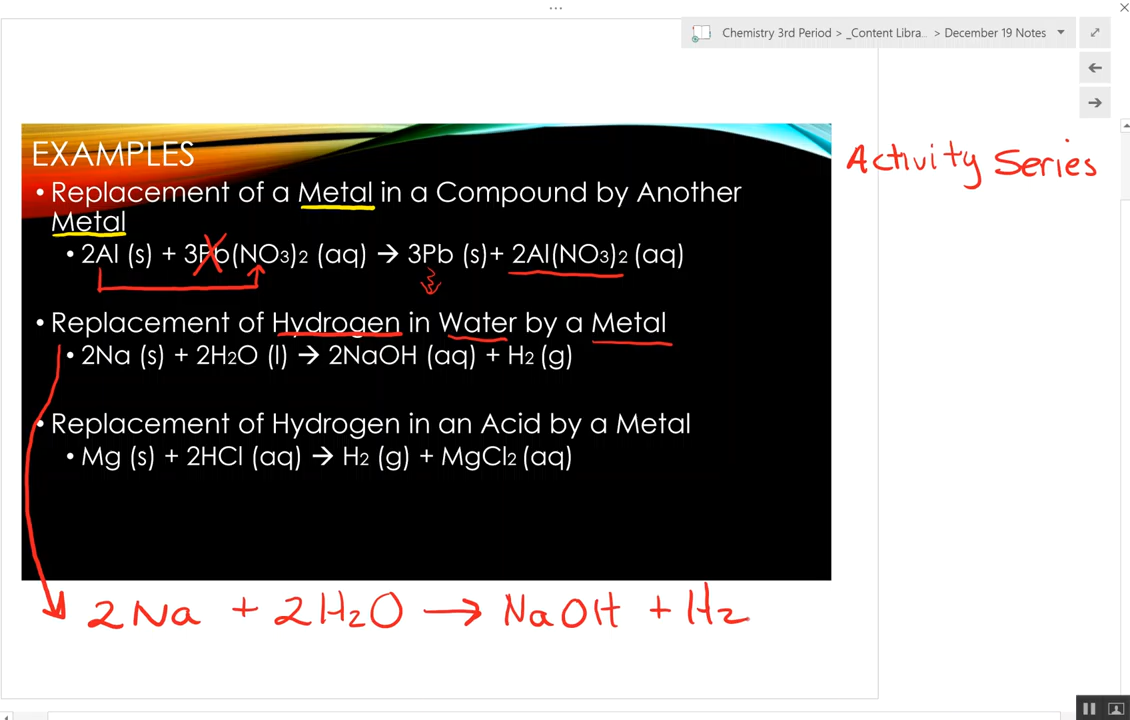 Chemistry 3rd Period > _Content Libra... > December 19 Notes
Activity Series
EXAMPLES
• Replacement of a Metal in a Compound by Another
Metal
• 2Al (s) + 3Pb(NO3)2 (aq) → 3Pb (s)+ 2Al(NO3)2 (aq)
• Replacement of Hydrogen in Water by a Metal
• 2Na (s) + 2H2O (l) → 2NaOH (aq) + H2 (g)
• Replacement of Hydrogen in an Acid by a Metal
• Mg (s) + 2HCl (aq) → H2 (g) + MgCl2 (aq)
2Na + 2H2O → NaOH + H2